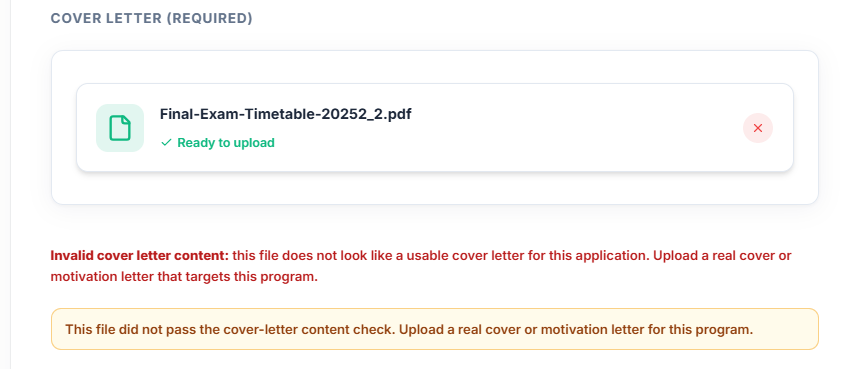 COVER LETTER (REQUIRED)
Final-Exam-Timetable-20252_2.pdf
✓ Ready to upload
Invalid cover letter content: this file does not look like a usable cover letter for this application. Upload a real cover or
motivation letter that targets this program.
This file did not pass the cover-letter content check. Upload a real cover or motivation letter for this program.